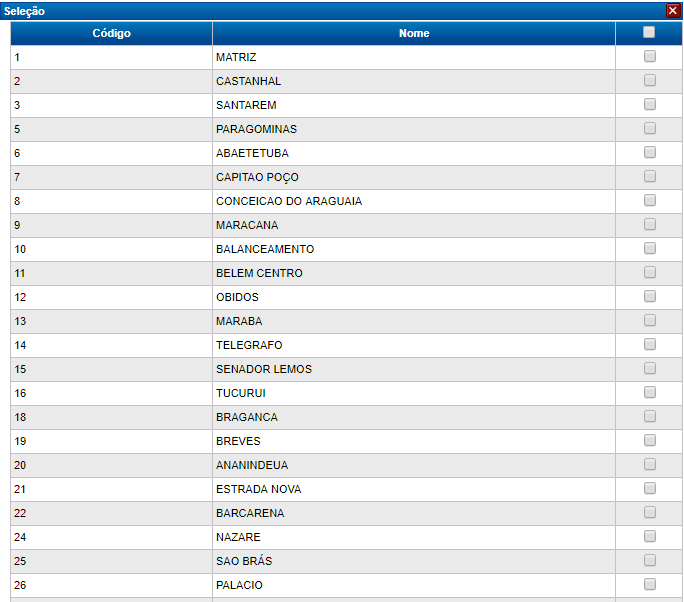 Seleção
Código Nome
1 MATRIZ
2 CASTANHAL
3 SANTAREM
5 PARAGOMINAS
6 ABAETETUBA
7 CAPITAO POÇO
8 CONCEICAO DO ARAGUAIA
9 MARACANA
10 BALANCEAMENTO
11 BELEM CENTRO
12 OBIDOS
13 MARABA
14 TELEGRAFO
15 SENADOR LEMOS
16 TUCURUI
18 BRAGANCA
19 BREVES
20 ANANINDEUA
21 ESTRADA NOVA
22 BARCARENA
24 NAZARE
25 SAO BRÁS
26 PALACIO